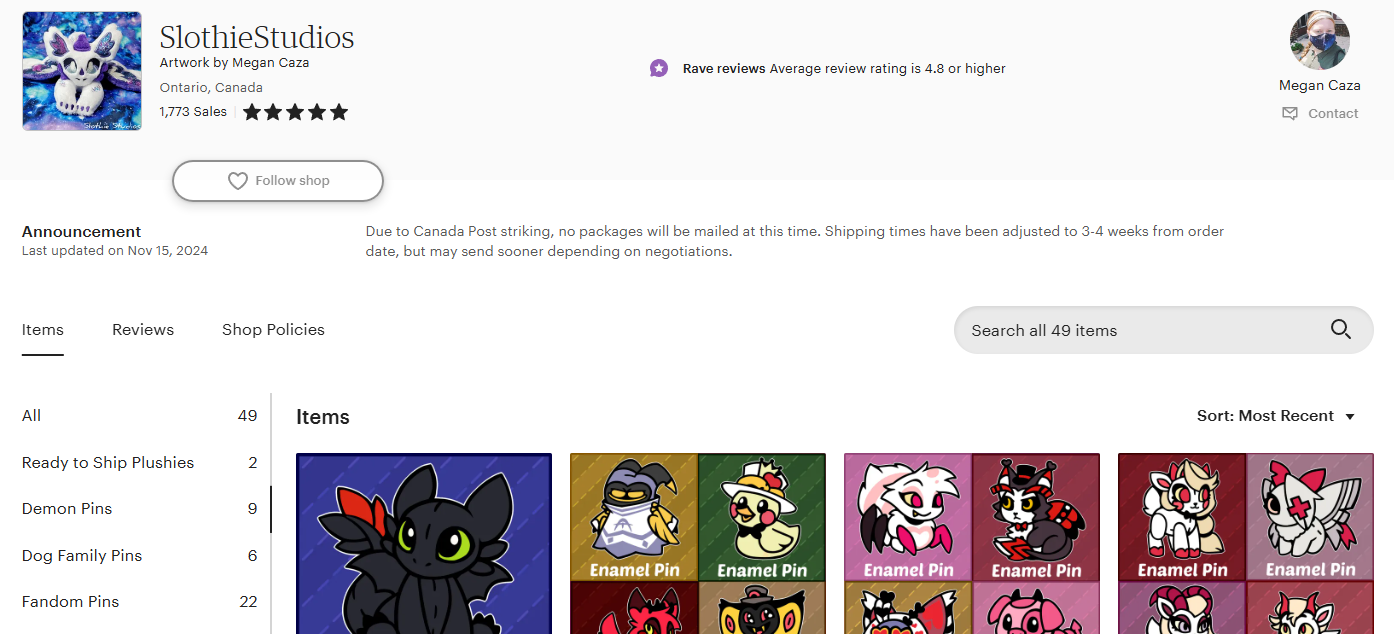 SlothieStudios
Artwork by Megan Caza
Ontario, Canada
1,773 Sales
Slothie Studios
Rave reviews Average review rating is 4.8 or higher
Megan Caza
Contact
Follow shop
Announcement
Last updated on Nov 15, 2024
Due to Canada Post striking, no packages will be mailed at this time. Shipping times have been adjusted to 3-4 weeks from order
date, but may send sooner depending on negotiations.
Items
Reviews
Shop Policies
Search all 49 items
All 49
Ready to Ship Plushies 2
Demon Pins 9
Dog Family Pins 6
Fandom Pins 22
Items
Sort: Most Recent
Enamel Pin
Enamel Pin
Enamel Pin
Enamel Pin
Enamel Pin
Enamel Pin